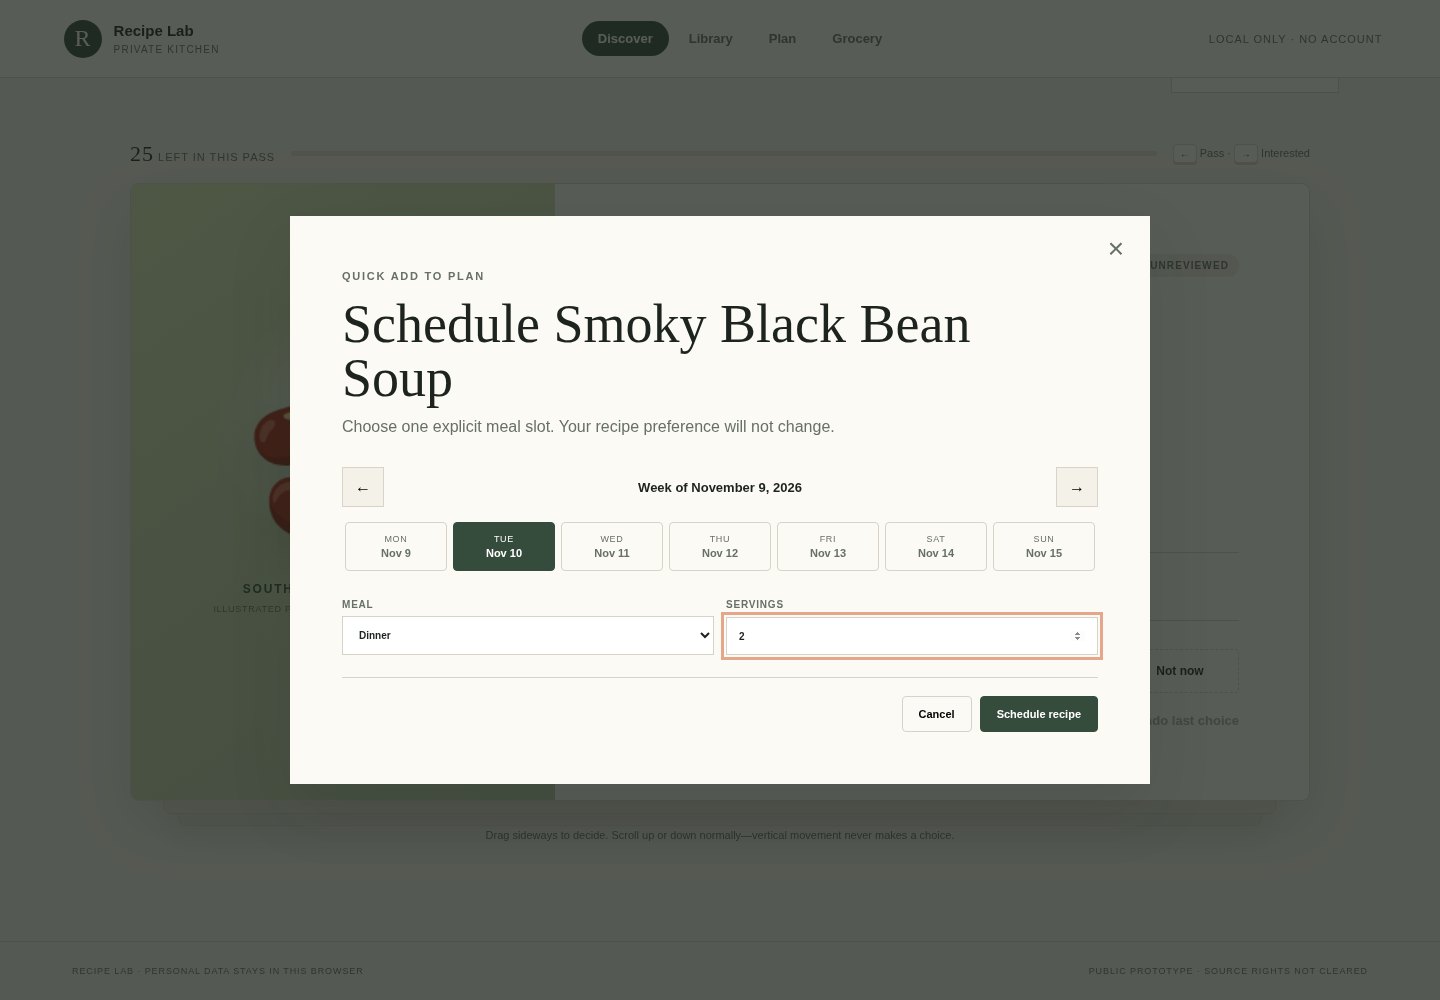 R
Recipe Lab
PRIVATE KITCHEN
Discover
Library
Plan
Grocery
LOCAL ONLY · NO ACCOUNT
25 LEFT IN THIS PASS
← Pass · → Interested
UNREVIEWED
QUICK ADD TO PLAN
Schedule Smoky Black Bean
Soup
Choose one explicit meal slot. Your recipe preference will not change.
←
Week of November 9, 2026
→
MON
Nov 9
TUE
Nov 10
WED
Nov 11
THU
Nov 12
FRI
Nov 13
SAT
Nov 14
SUN
Nov 15
MEAL
Dinner
SERVINGS
2
Cancel
Schedule recipe
SOUTH
ILLUSTRATED
Not now
last choice
Drag sideways to decide. Scroll up or down normally—vertical movement never makes a choice.
RECIPE LAB · PERSONAL DATA STAYS IN THIS BROWSER
PUBLIC PROTOTYPE · SOURCE RIGHTS NOT CLEARED